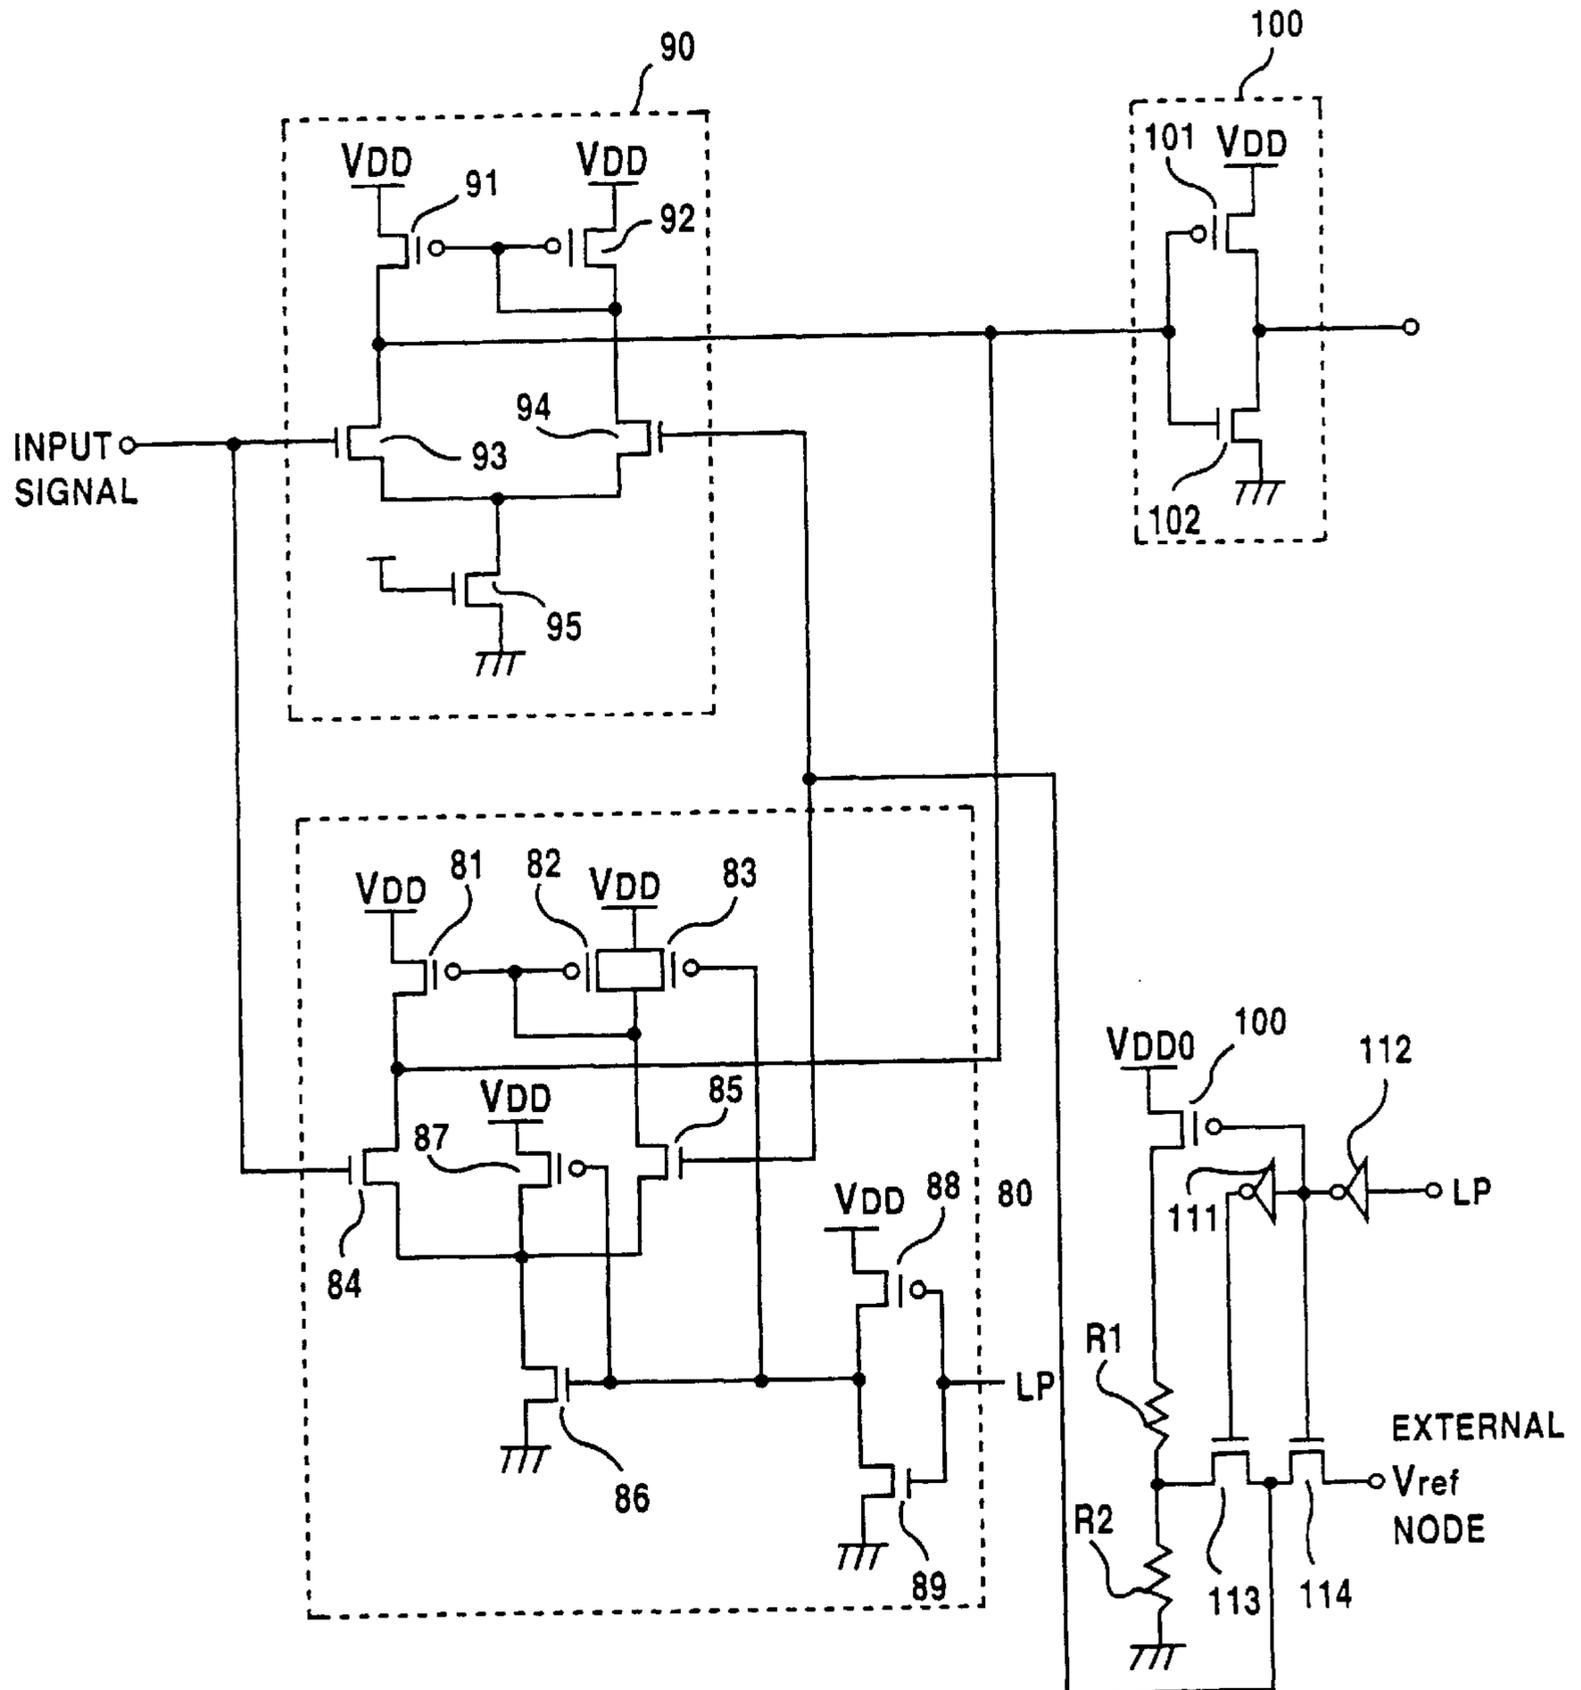 100
90
101 VDD
VDD VDD
91
92
94
INPUT
SIGNAL
93
102
95
81 82 83
VDD VDD
100
VDD0
112
VDD
85
87
88
VDD
80
111
LP
84
R1
LP
EXTERNAL
Vref
NODE
86
R2
89
113 114